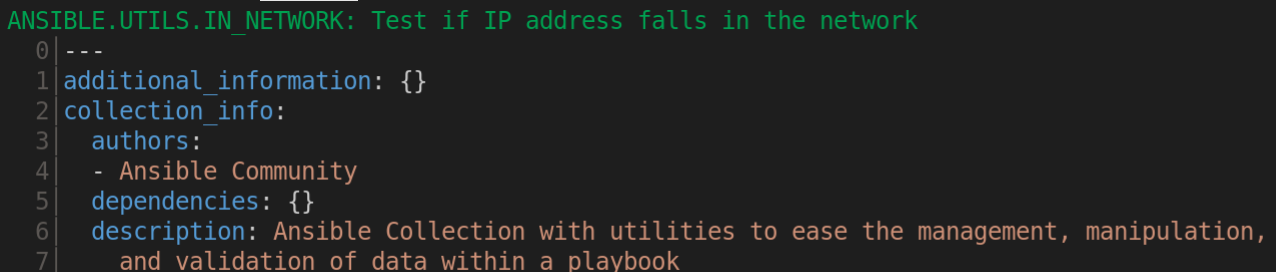 ANSIBLE.UTILS.IN_NETWORK: Test if IP address falls in the network
0│---
1│additional_information: {}
2│collection_info:
3│  authors:
4│  - Ansible Community
5│  dependencies: {}
6│  description: Ansible Collection with utilities to ease the management, manipulation,
7│    and validation of data within a playbook